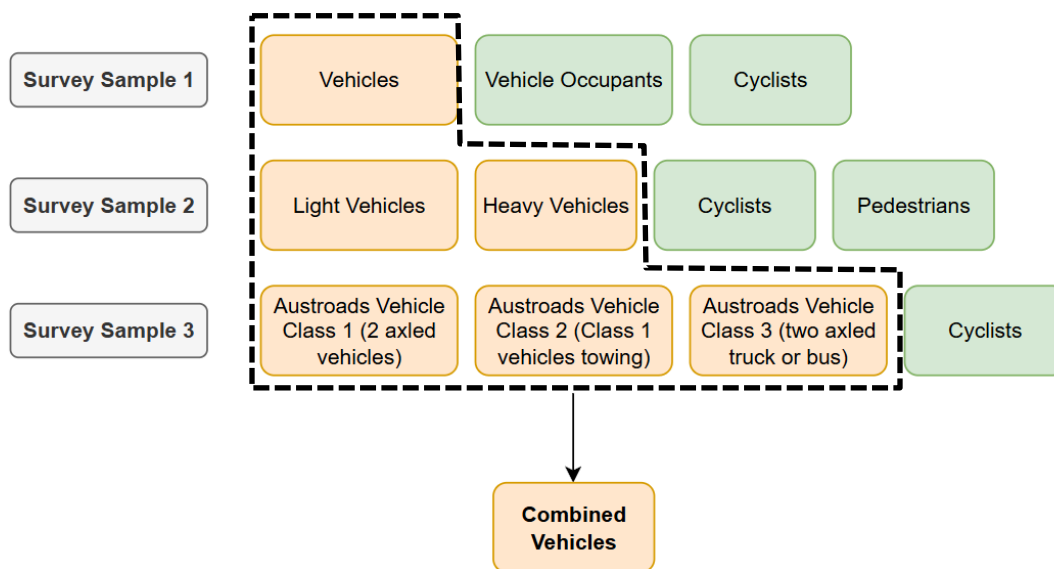 Survey Sample 1
Vehicles
Vehicle Occupants
Cyclists
Survey Sample 2
Light Vehicles
Heavy Vehicles
Cyclists
Pedestrians
Survey Sample 3
Austroads Vehicle
Class 1 (2 axled
vehicles)
Austroads Vehicle
Class 2 (Class 1
vehicles towing)
Austroads Vehicle
Class 3 (two axled
truck or bus)
Cyclists
Combined
Vehicles